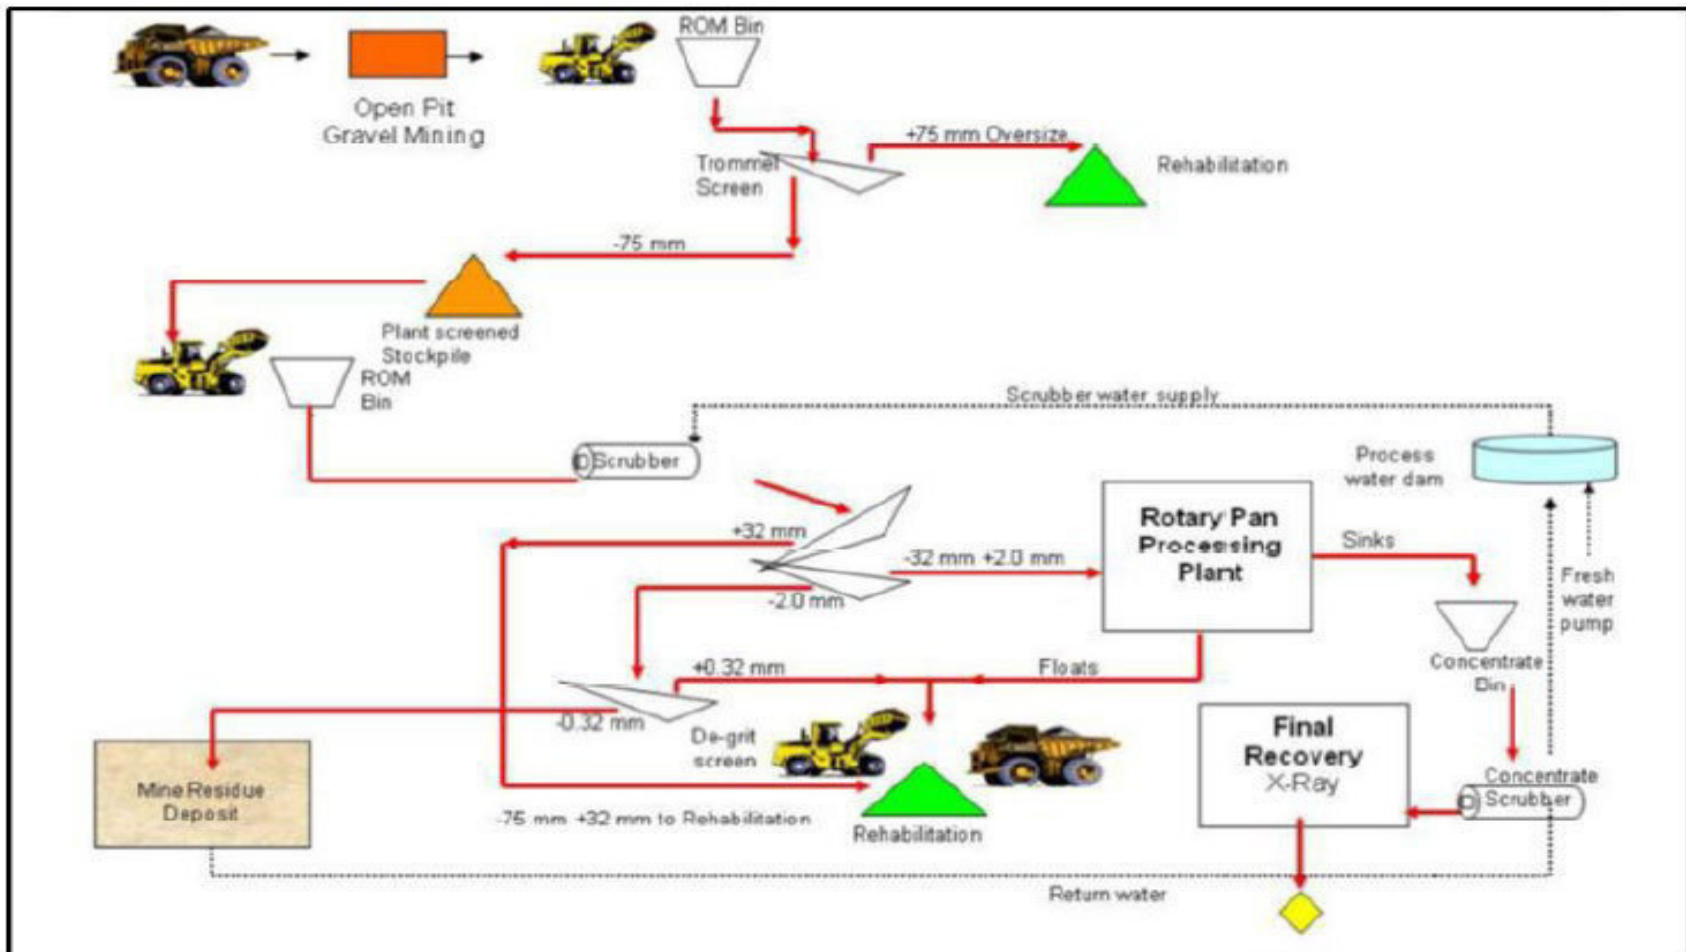 ROM Bin
Open Pit
Gravel Mining
+75 mm Oversize
Trommel
Screen
Rehabilitation
-75 mm
Plant screened
Stockpile
ROM
Bin
Scrubber water supply
Scrubber
Process
water dam
+32 mm
-32 mm +2.0 mm
-2.0 mm
Rotary Pan
Processing
Plant
Sinks
Fresh
water
pump
Concentrate
Bin
+0.32 mm
Floats
-0.32 mm
De-grit
screen
Mine Residue
Deposit
-75 mm +32 mm to Rehabilitation
Rehabilitation
Final
Recovery
X-Ray
Concentrate
Scrubber
Return water